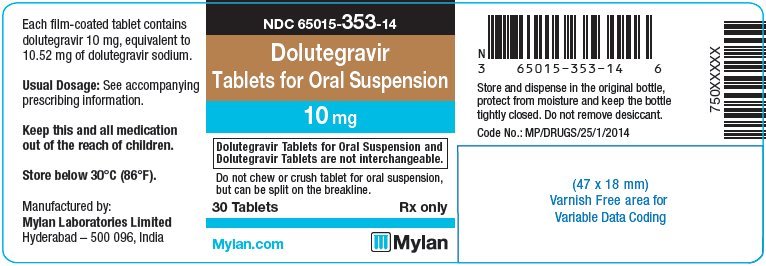 Each film-coated tablet contains
dolutegravir 10 mg, equivalent to
10.52 mg of dolutegravir sodium.
Usual Dosage: See accompanying
prescribing information.
Keep this and all medication
out of the reach of children.
Store below 30°C (86°F).
Manufactured by:
Mylan Laboratories Limited
Hyderabad – 500 096, India
NDC 65015-353-14
Dolutegravir
Tablets for Oral Suspension
10 mg
Dolutegravir Tablets for Oral Suspension and
Dolutegravir Tablets are not interchangeable.
Do not chew or crush tablet for oral suspension,
but can be split on the breakline.
30 Tablets Rx only
Mylan.com Mylan
N
3 65015-353-14 6
Store and dispense in the original bottle,
protect from moisture and keep the bottle
tightly closed. Do not remove desiccant.
Code No.: MP/DRUGS/25/1/2014
750XXXXX
(47 x 18 mm)
Varnish Free area for
Variable Data Coding